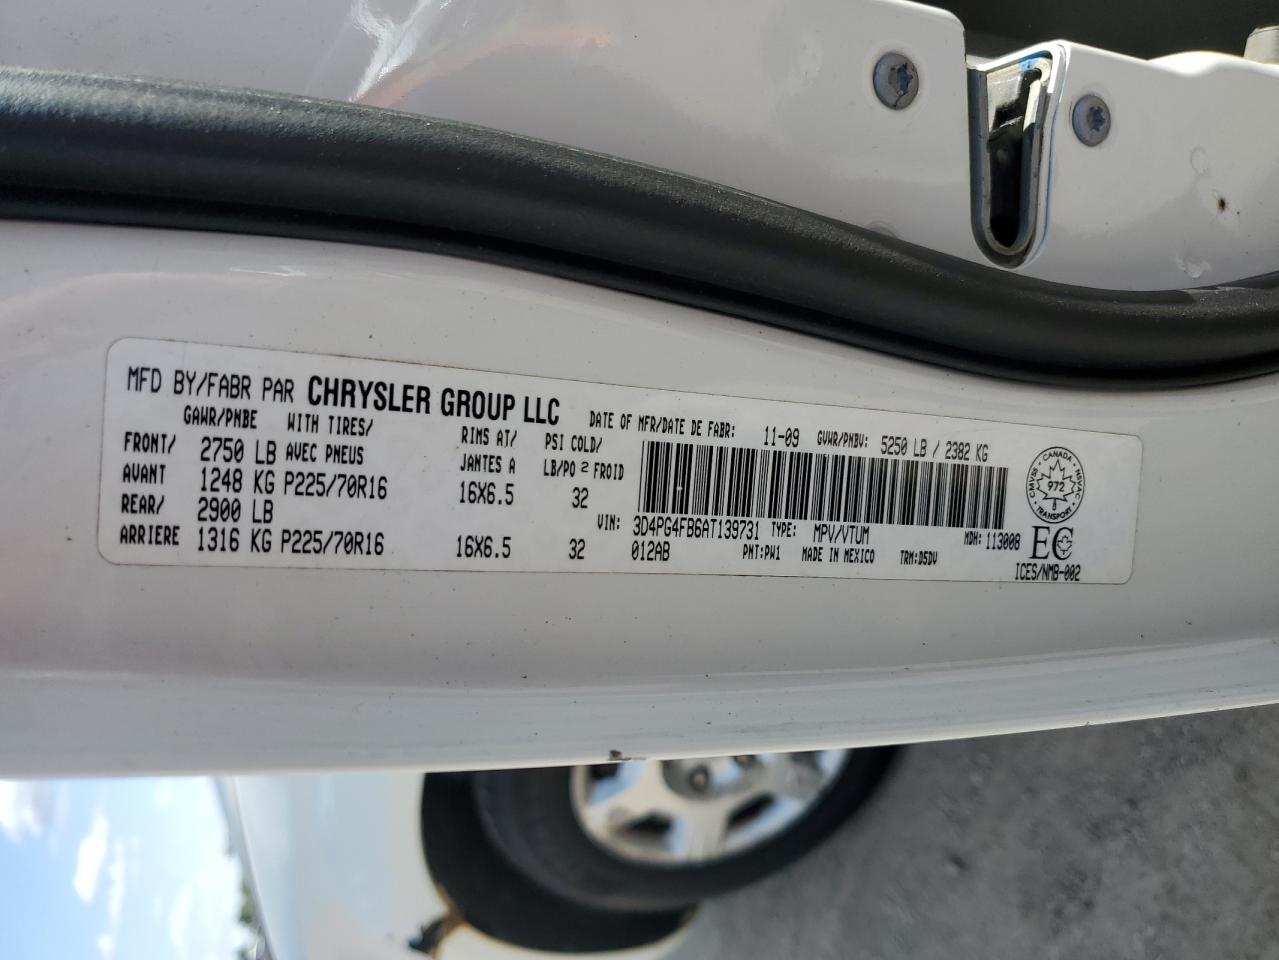 MFD BY/FABR PAR CHRYSLER GROUP LLC DATE OF MFR/DATE DE FABR: 11-09 GVWR/PNBV: 5250 LB / 2382 KG
GAWR/PNBE WITH TIRES/ RIMS AT/ PSI COLD/
FRONT/ 2750 LB AVEC PNEUS JANTES A LB/PO² FROID
AVANT 1248 KG P225/70R16 16X6.5 32
REAR/ 2900 LB VIN: 3D4PG4FB6AT139731 TYPE: MPV/VTUM MDH: 113008
ARRIERE 1316 KG P225/70R16 16X6.5 32 012AB PNT:PW1 MADE IN MEXICO TRM:D5DV
CMVSS · CANADA · NSVAC
972
8
TRANSPORT
EC
ICES/NMB-002